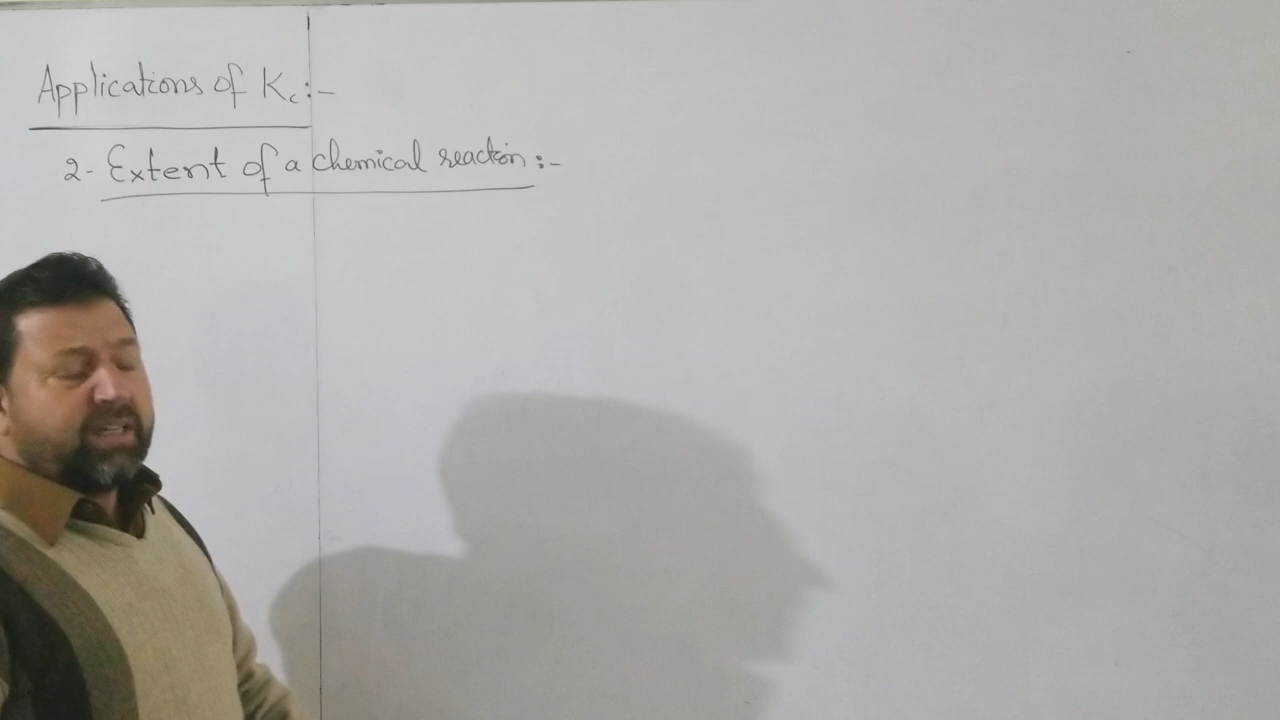 Applications of Kc:-
2- Extent of a chemical reaction:-